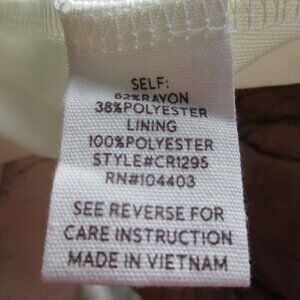 SELF:
62%RAYON
38%POLYESTER
LINING
100%POLYESTER
STYLE#CR1295
RN#104403
SEE REVERSE FOR
CARE INSTRUCTION
MADE IN VIETNAM